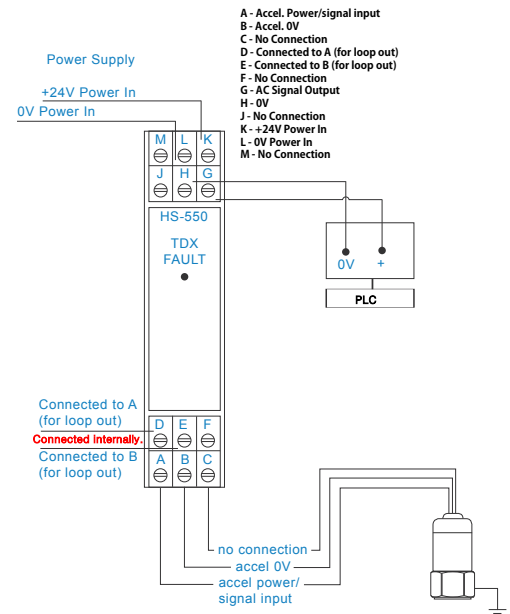 A - Accel. Power/signal input
B - Accel. 0V
C - No Connection
D - Connected to A (for loop out)
E - Connected to B (for loop out)
F - No Connection
G - AC Signal Output
H - 0V
J - No Connection
K - +24V Power In
L - 0V Power In
M - No Connection
Power Supply
+24V Power In
0V Power In
M L K
J H G
HS-550
TDX
FAULT
0V +
PLC
Connected to A
(for loop out)
Connected internally.
Connected to B
(for loop out)
D E F
A B C
no connection
accel 0V
accel power/
signal input